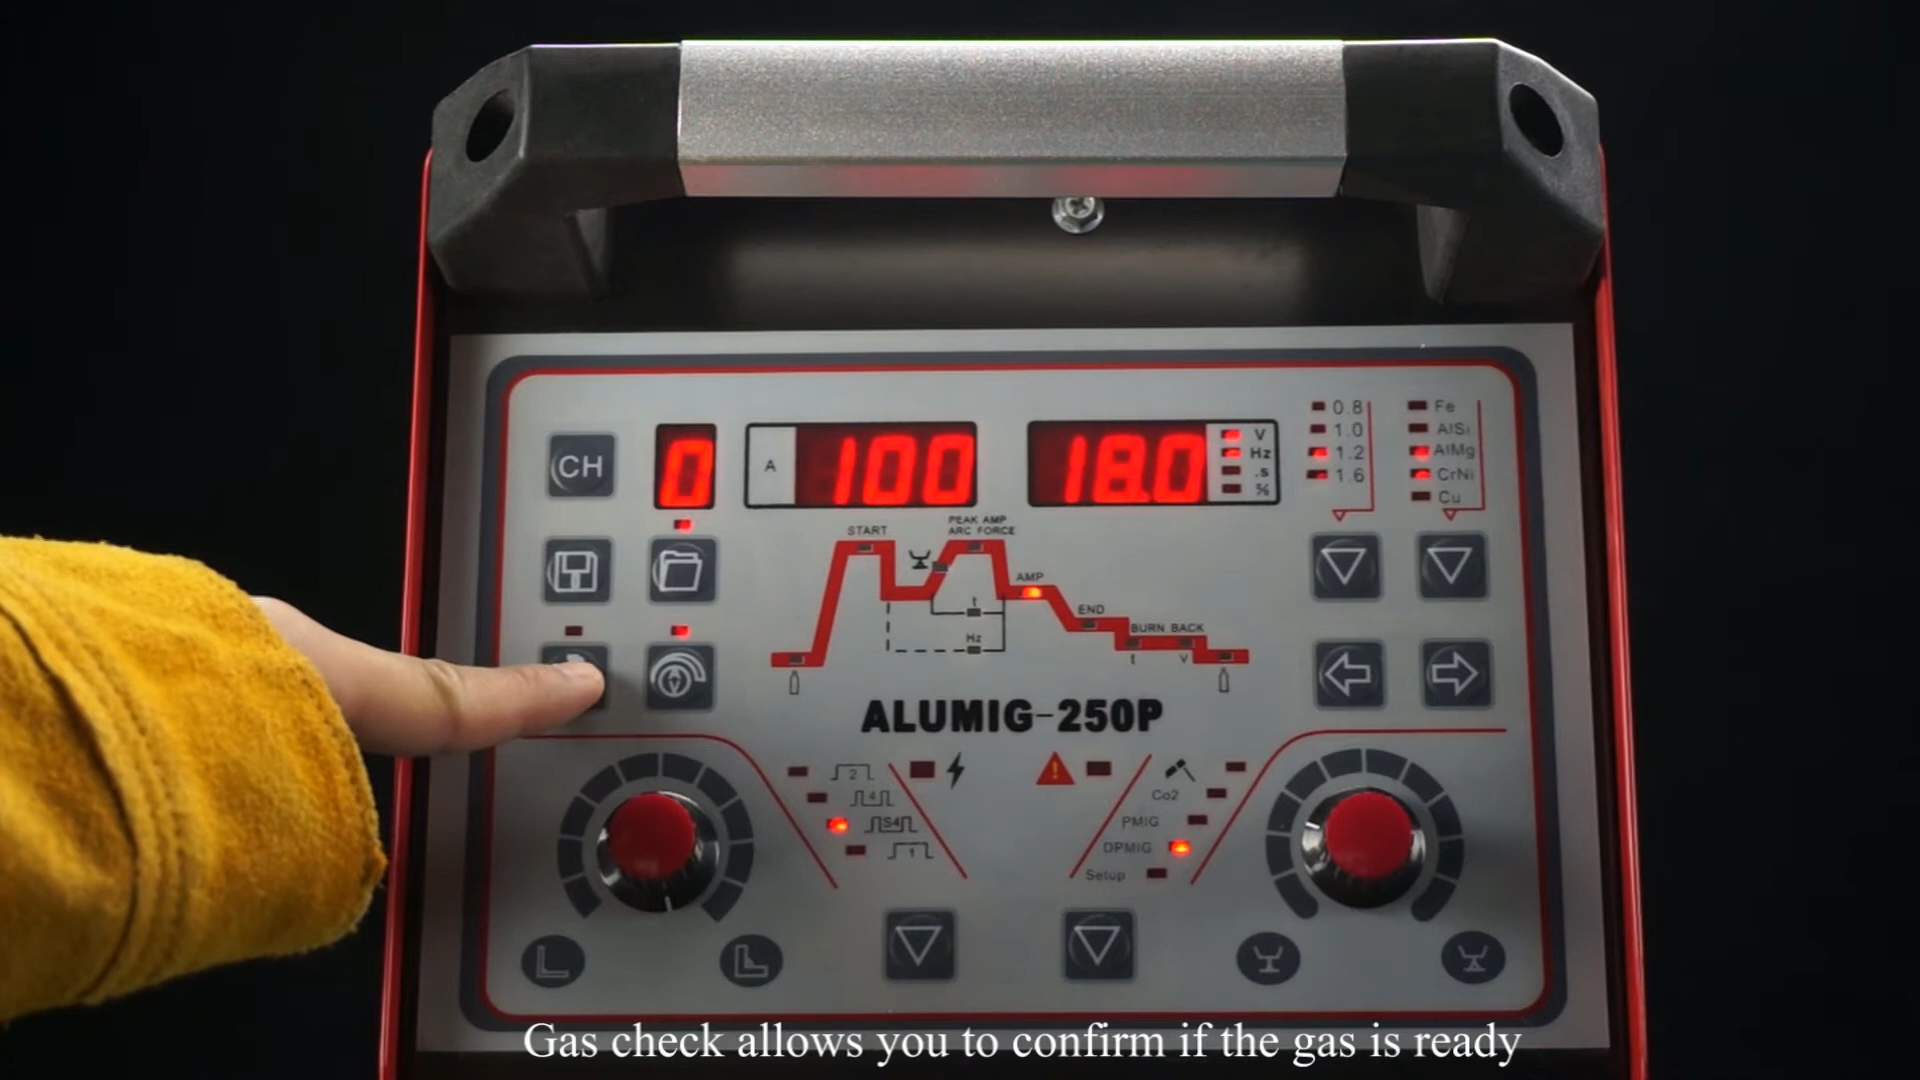 CH
0
A
100
18.0
V
Hz
.s
%
0.8
1.0
1.2
1.6
Fe
AlSi
AlMg
CrNi
Cu
START
PEAK AMP
ARC FORCE
t
Hz
AMP
END
BURN BACK
t
V
ALUMIG-250P
2
4
S4
1
Co2
PMIG
DPMIG
Setup
Gas check allows you to confirm if the gas is ready